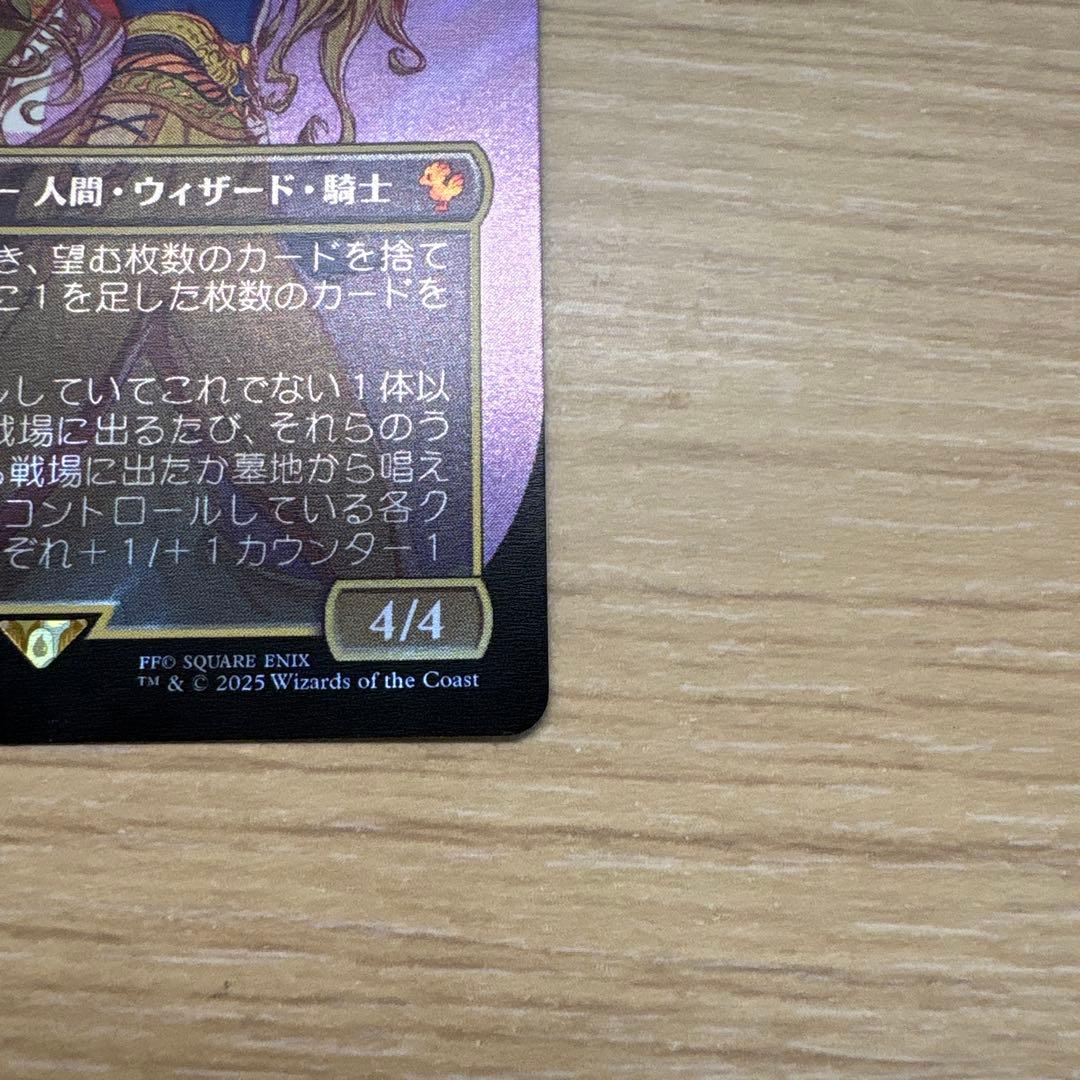 ー 人間・ウィザード・騎士
き、望む枚数のカードを捨て
に1を足した枚数のカードを
ルしていてこれでない1体以
戦場に出るたび、それらのう
ら戦場に出たか墓地から唱え
コントロールしている各ク
ぞれ+1/+1カウンター1
4/4
FF© SQUARE ENIX
™ & © 2025 Wizards of the Coast